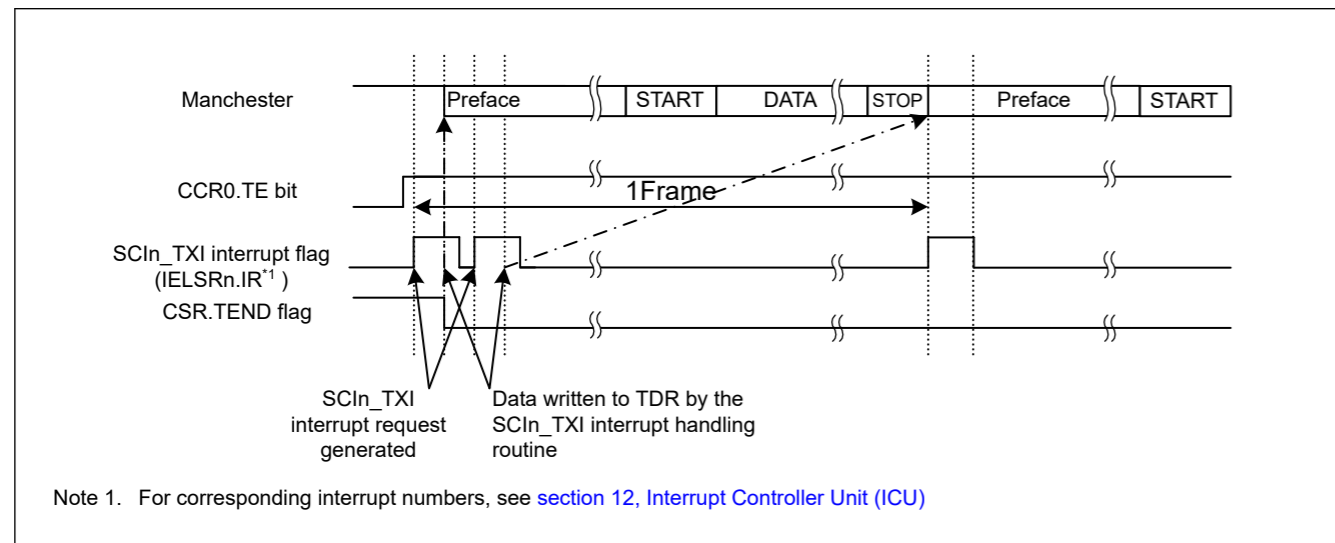 Manchester
Preface
START
DATA
STOP
Preface
START
CCR0.TE bit
1Frame
SCIn_TXI interrupt flag
(IELSRn.IR*1 )
CSR.TEND flag
SCIn_TXI
interrupt request
generated
Data written to TDR by the
SCIn_TXI interrupt handling
routine
Note 1. For corresponding interrupt numbers, see section 12, Interrupt Controller Unit (ICU)